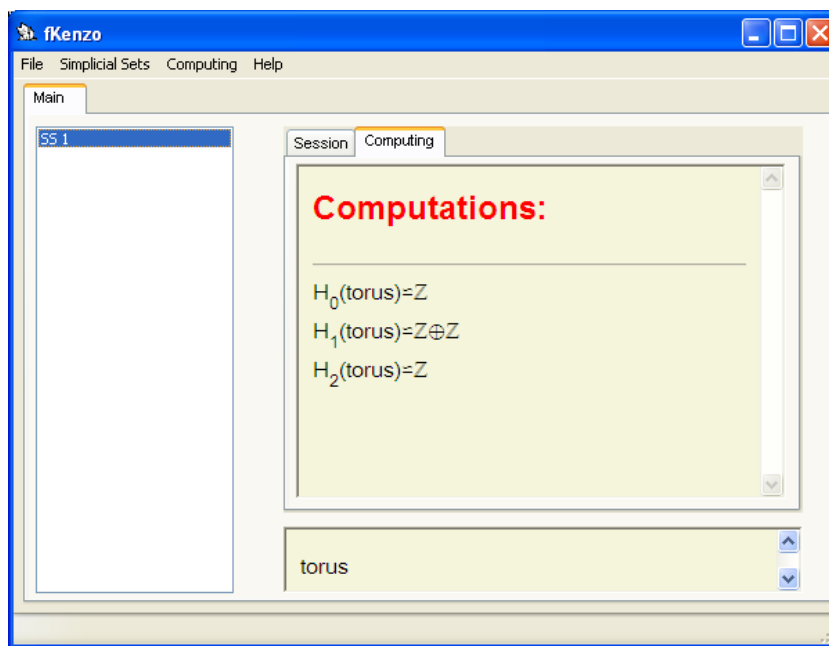 fKenzo
File Simplicial Sets Computing Help
Main
SS 1
Session Computing
Computations:
H₀(torus)=ℤ
H₁(torus)=ℤ⊕ℤ
H₂(torus)=ℤ
torus